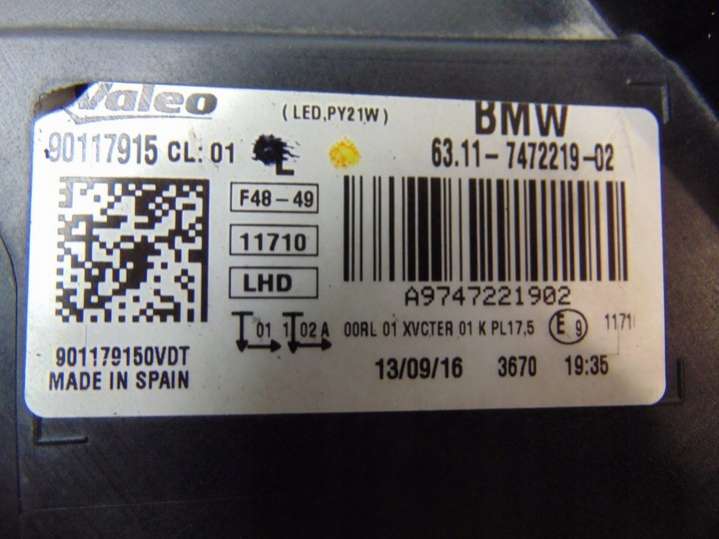 Valeo (LED,PY21W) BMW
90117915 CL: 01 L 63.11-7472219-02
F48-49
11710
LHD
A9747221902
01 1 02 A 00RL 01 XVCTER 01 K PL17,5 E 9 1171
901179150VDT 13/09/16 3670 19:35
MADE IN SPAIN